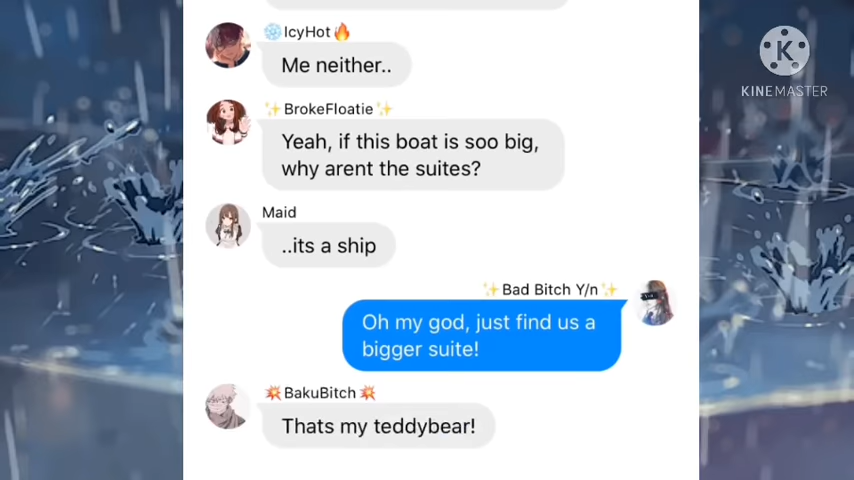 ❄️IcyHot🔥
Me neither..
✨BrokeFloatie✨
Yeah, if this boat is soo big,
why arent the suites?
Maid
..its a ship
✨Bad Bitch Y/n✨
Oh my god, just find us a
bigger suite!
💥BakuBitch💥
Thats my teddybear!
K
KINEMASTER